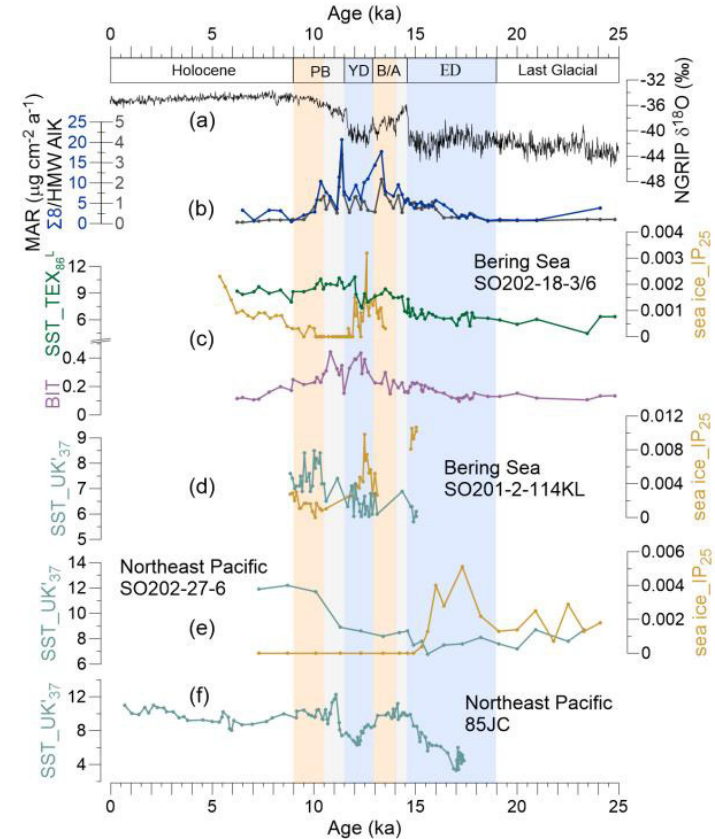 Age (ka)
0 5 10 15 20 25
Holocene PB YD B/A ED Last Glacial
-32
-36
-40
-44
-48
NGRIP δ18O (‰)
(a)
MAR (µg cm-2 a-1)
Σ8/HMW AlK
25
20
15
10
5
0
5
4
3
2
1
0
(b)
SST_TEX86L
12
9
6
(c)
Bering Sea
SO202-18-3/6
0.004
0.003
0.002
0.001
0
sea ice_IP25
BIT
0.4
0.2
0
SST_UK'37
9
8
7
6
5
(d)
Bering Sea
SO201-2-114KL
0.012
0.008
0.004
0
sea ice_IP25
Northeast Pacific
SO202-27-6
SST_UK'37
14
12
10
8
6
(e)
0.006
0.004
0.002
0
sea ice_IP25
SST_UK'37
12
8
4
(f)
Northeast Pacific
85JC
0 5 10 15 20 25
Age (ka)